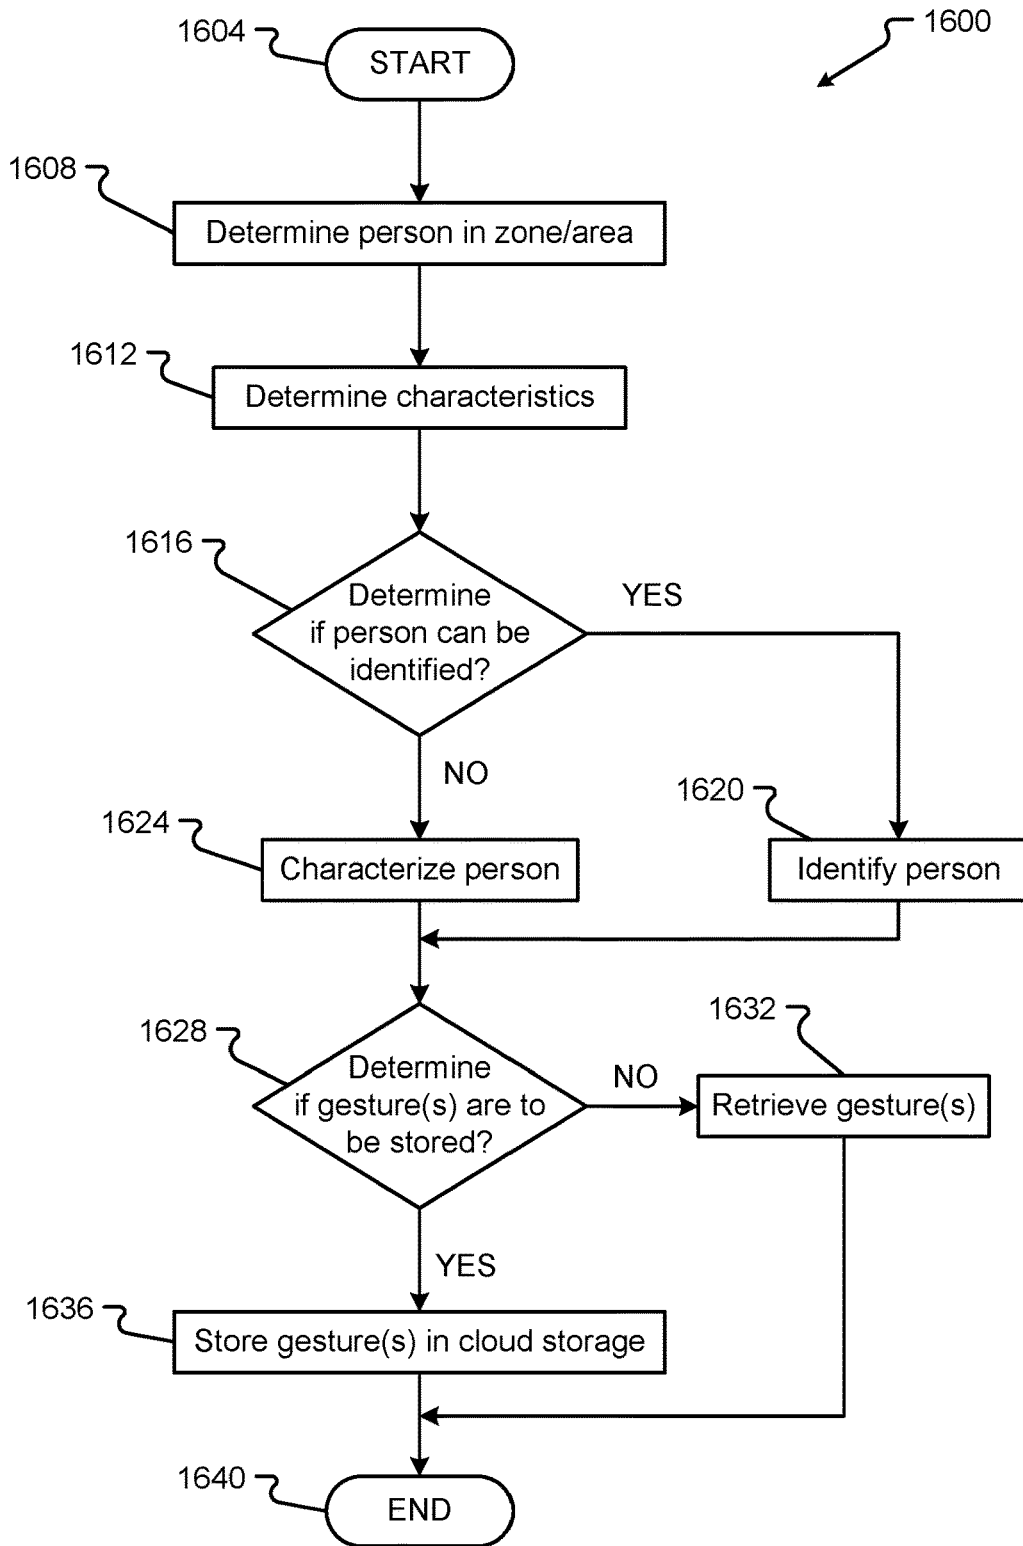 1604
START
1600
1608
Determine person in zone/area
1612
Determine characteristics
1616
Determine
if person can be
identified?
YES
NO
1624
Characterize person
1620
Identify person
1628
Determine
if gesture(s) are to
be stored?
NO
1632
Retrieve gesture(s)
YES
1636
Store gesture(s) in cloud storage
1640
END